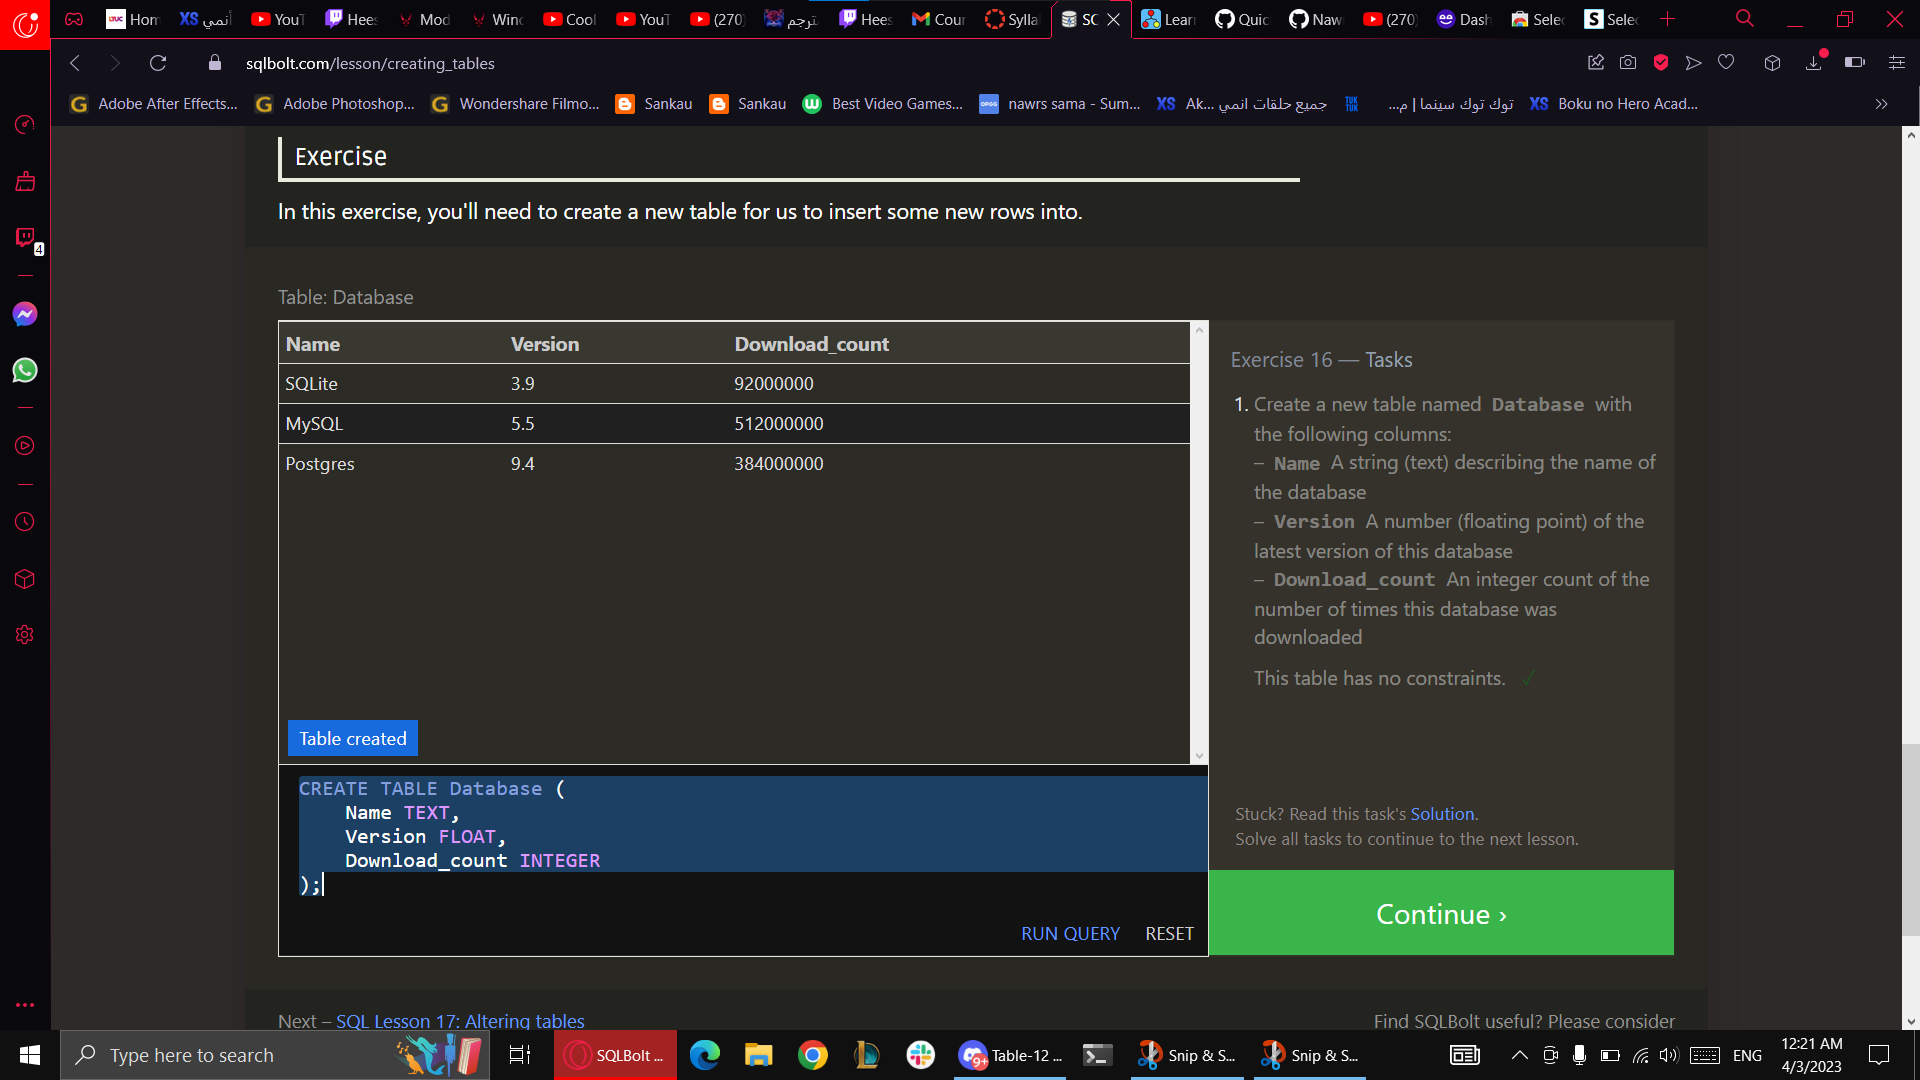 Hom
XS أنمي
YouT
Hees
Mod
Winc
Cool
YouT
(270)
مترجم
Hees
Cour
Sylla
SC
Learn
Quic
Naw
(270)
Dash
Selec
Selec
sqlbolt.com/lesson/creating_tables
Adobe After Effects...
Adobe Photoshop...
Wondershare Filmo...
Sankau
Sankau
Best Video Games...
nawrs sama - Sum...
XS Ak... جميع حلقات انمي
توك توك سينما | م...
XS Boku no Hero Acad...
4
Exercise
In this exercise, you'll need to create a new table for us to insert some new rows into.
Table: Database
Name Version Download_count
SQLite 3.9 92000000
MySQL 5.5 512000000
Postgres 9.4 384000000
Table created
CREATE TABLE Database (
Name TEXT,
Version FLOAT,
Download_count INTEGER
);
RUN QUERY RESET
Exercise 16 — Tasks
1. Create a new table named Database with
the following columns:
– Name A string (text) describing the name of
the database
– Version A number (floating point) of the
latest version of this database
– Download_count An integer count of the
number of times this database was
downloaded
This table has no constraints. ✓
Stuck? Read this task's Solution.
Solve all tasks to continue to the next lesson.
Continue ›
Next – SQL Lesson 17: Altering tables
Find SQLBolt useful? Please consider
Type here to search
SQLBolt ...
9+
Table-12 ...
Snip & S...
Snip & S...
ENG
12:21 AM
4/3/2023